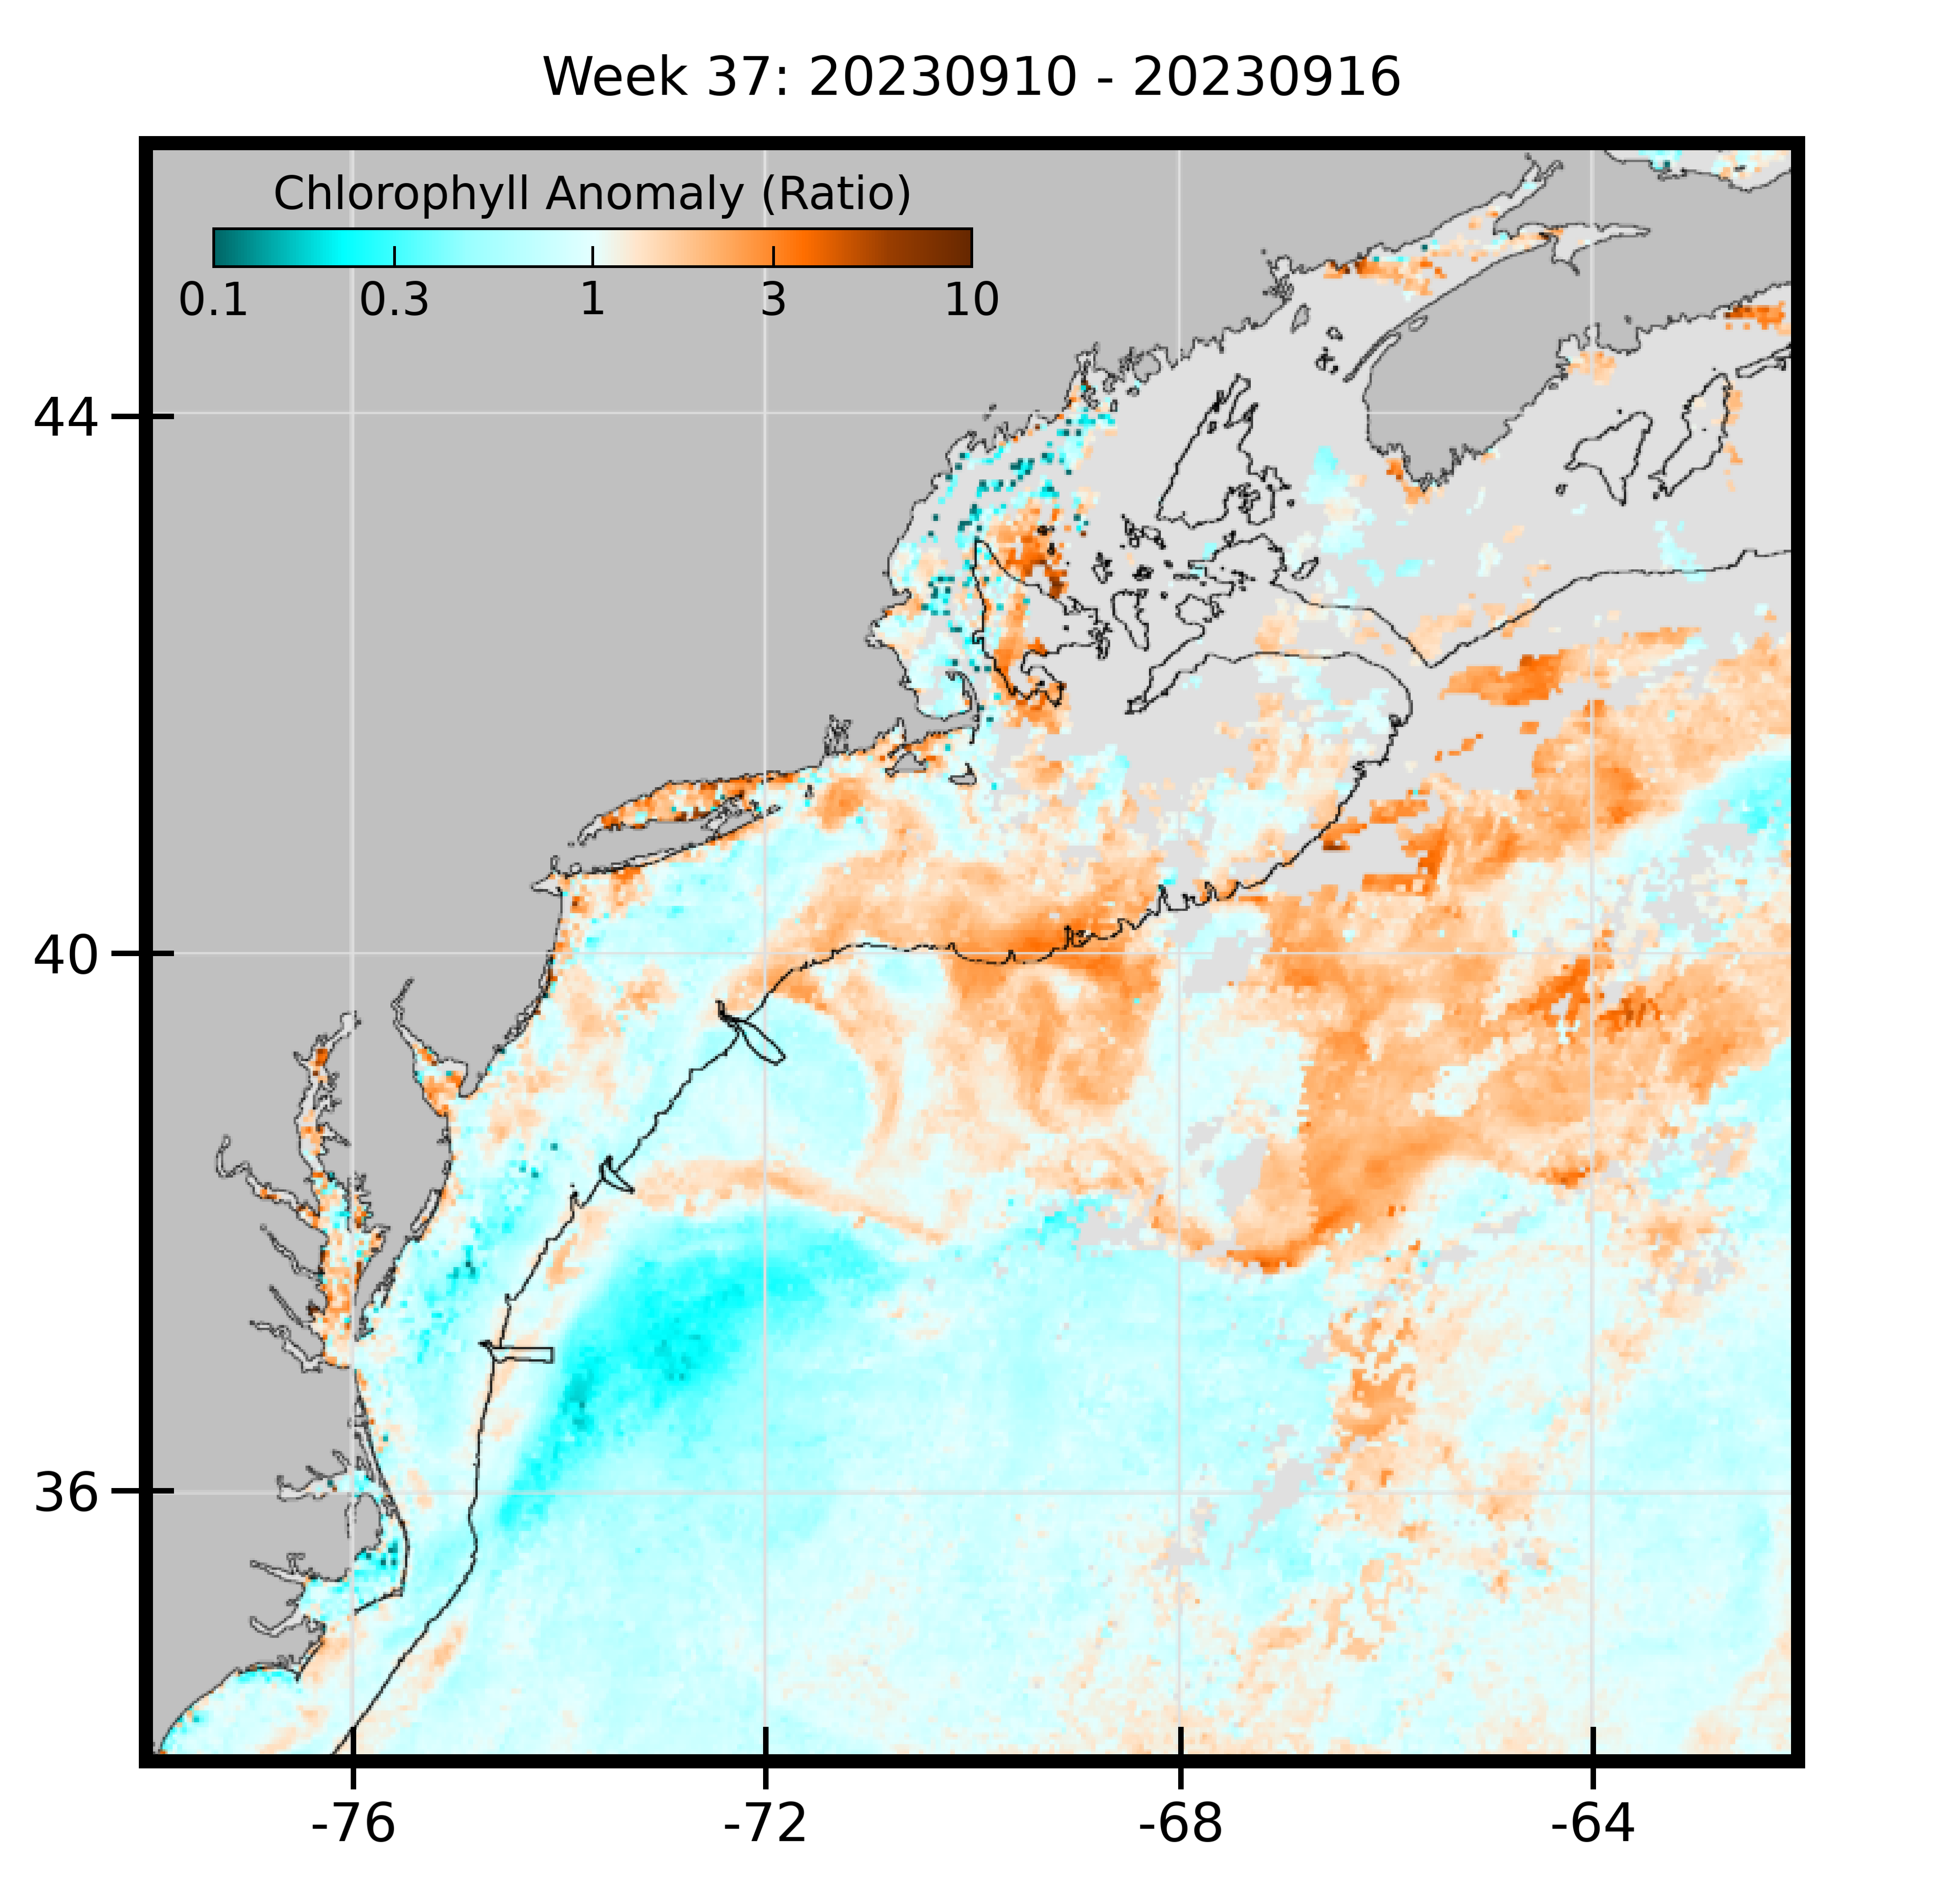 Week 37: 20230910 - 20230916
Chlorophyll Anomaly (Ratio)
0.1 0.3 1 3 10
44
40
36
-76 -72 -68 -64